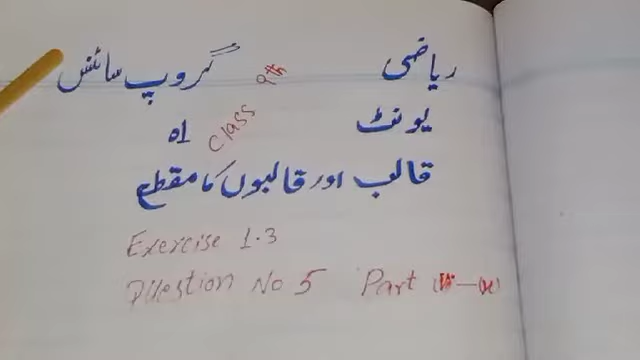 ریاضی گروپ سائنس
Class 9th
یونٹ 01
قالب اور قالبوں کا مقطع
Exercise 1.3
Question No 5 Part